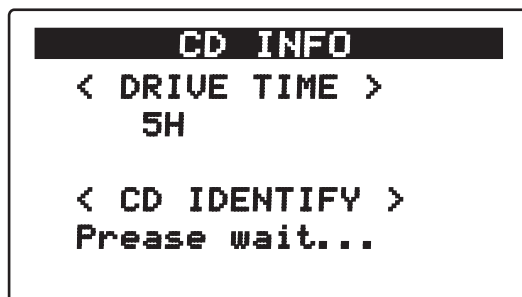 CD INFO
< DRIVE TIME >
5H
< CD IDENTIFY >
Prease wait...